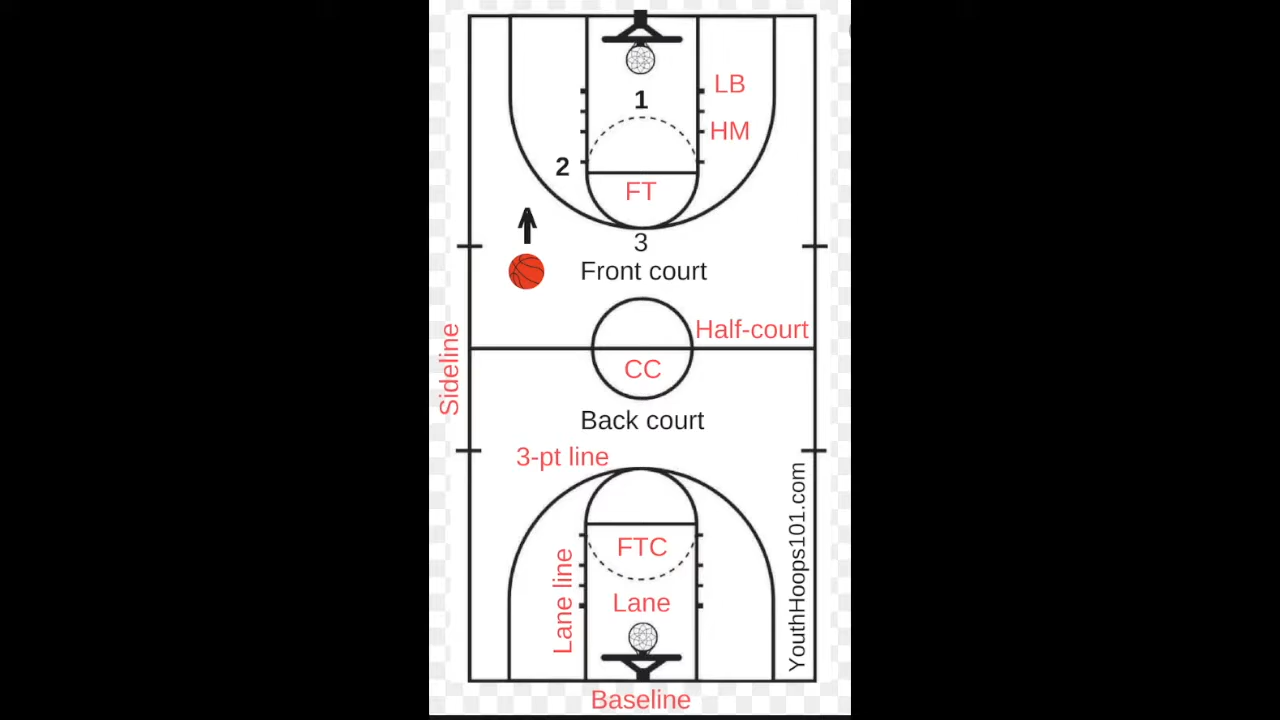 LB
1
HM
2
FT
3
Front court
Half-court
Sideline
CC
Back court
3-pt line
YouthHoops101.com
FTC
Lane line
Lane
Baseline